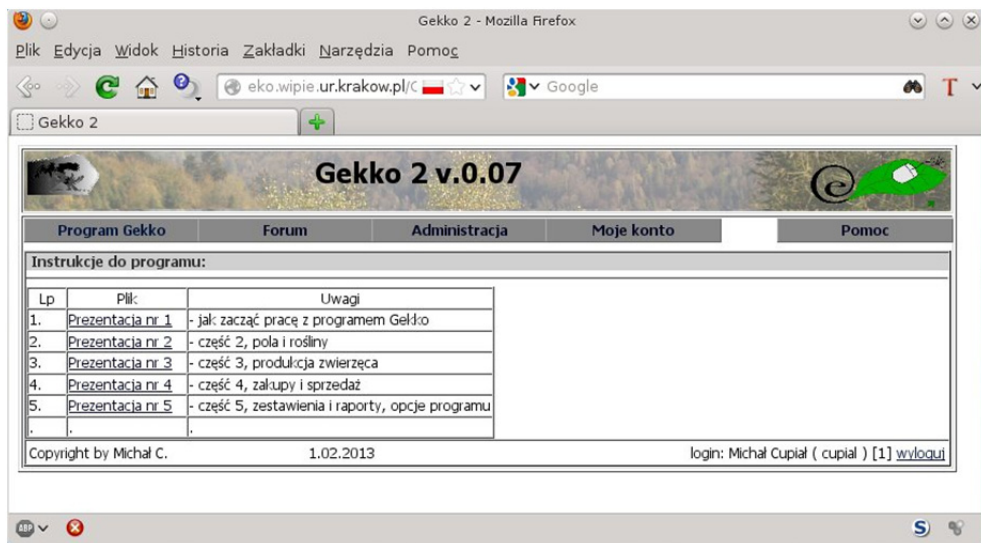 Gekko 2 - Mozilla Firefox
Plik Edycja Widok Historia Zakładki Narzędzia Pomoc
eko.wipie.ur.krakow.pl/C Google T
Gekko 2
Gekko 2 v.0.07
Program Gekko Forum Administracja Moje konto Pomoc
Instrukcje do programu:
Lp Plik Uwagi
1. Prezentacja nr 1 - jak zacząć pracę z programem Gekko
2. Prezentacja nr 2 - część 2, pola i rośliny
3. Prezentacja nr 3 - część 3, produkcja zwierzęca
4. Prezentacja nr 4 - część 4, zakupy i sprzedaż
5. Prezentacja nr 5 - część 5, zestawienia i raporty, opcje programu
. . .
Copyright by Michał C. 1.02.2013 login: Michał Cupiał ( cupial ) [1] wyloguj
ABP S